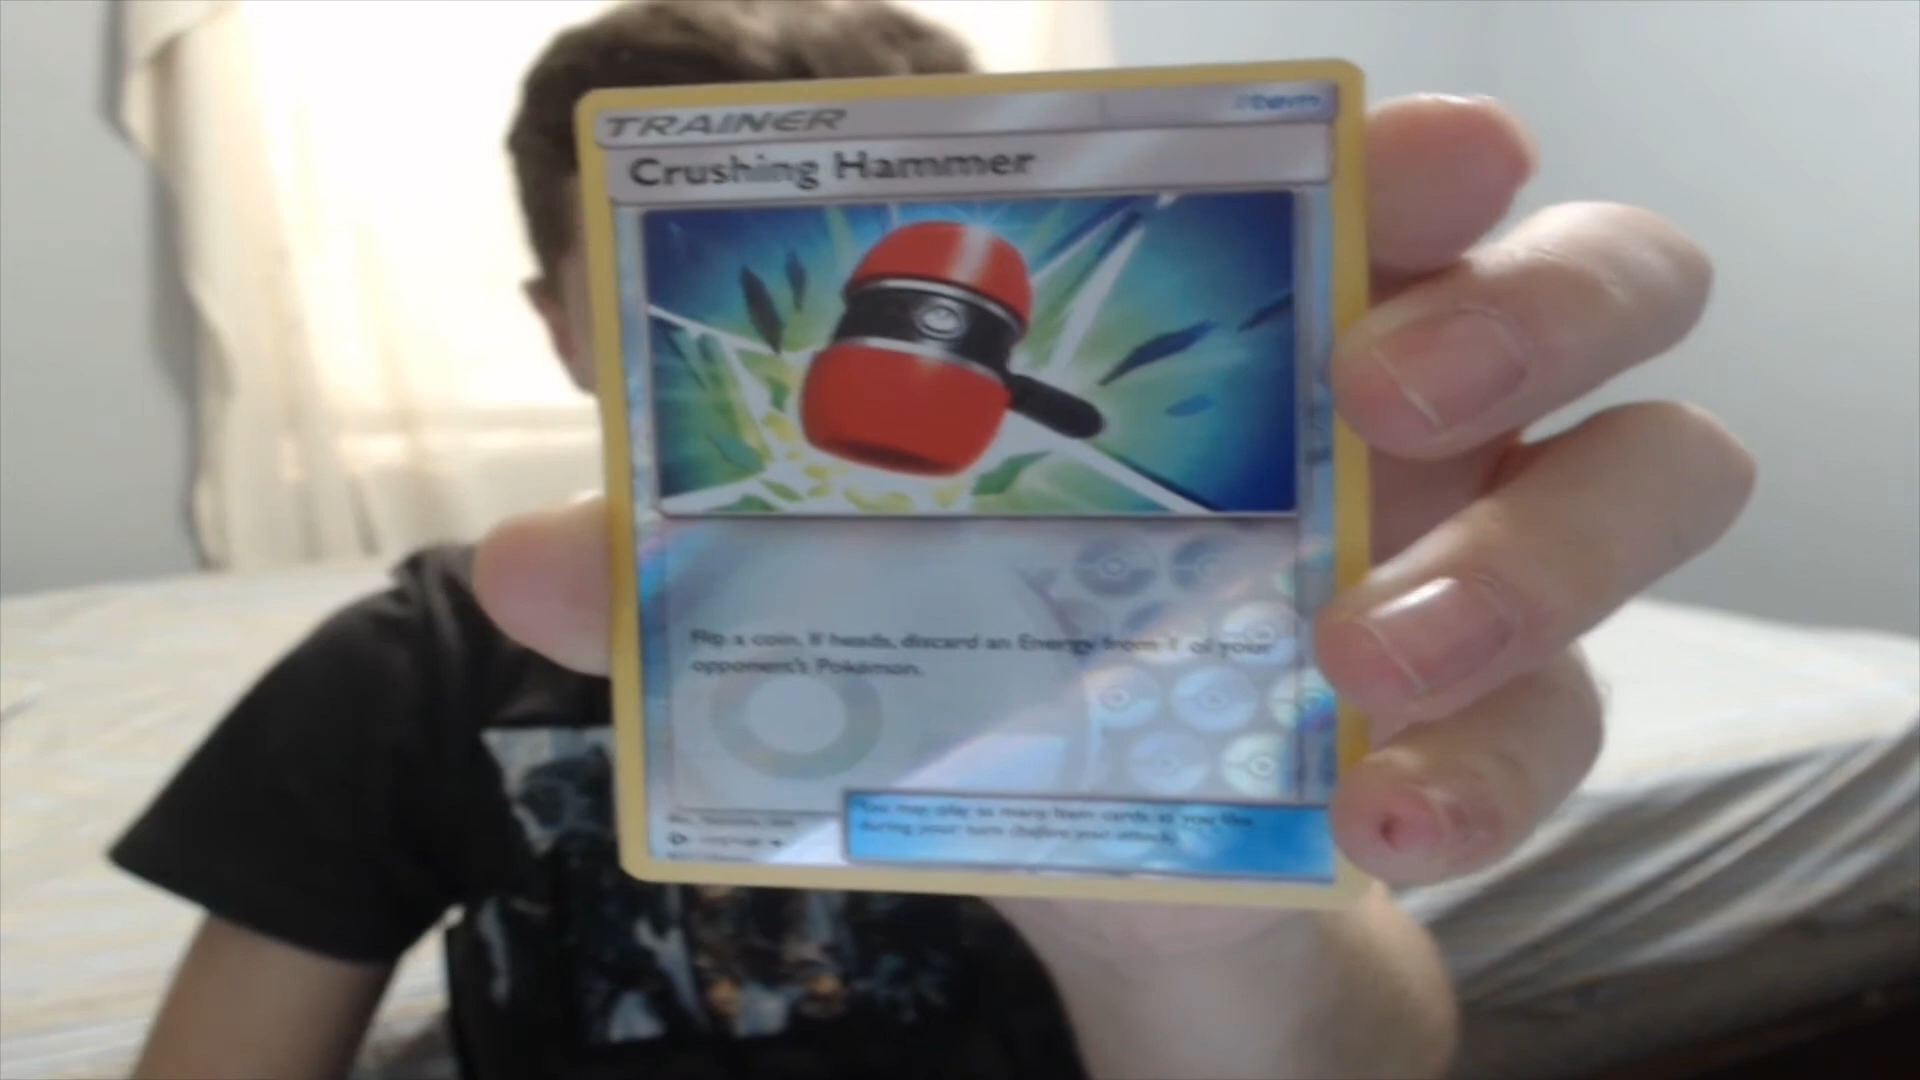 TRAINER
Item
Crushing Hammer
Flip a coin. If heads, discard an Energy from 1 of your
opponent's Pokémon.
You may play as many Item cards as you like
during your turn (before your attack).